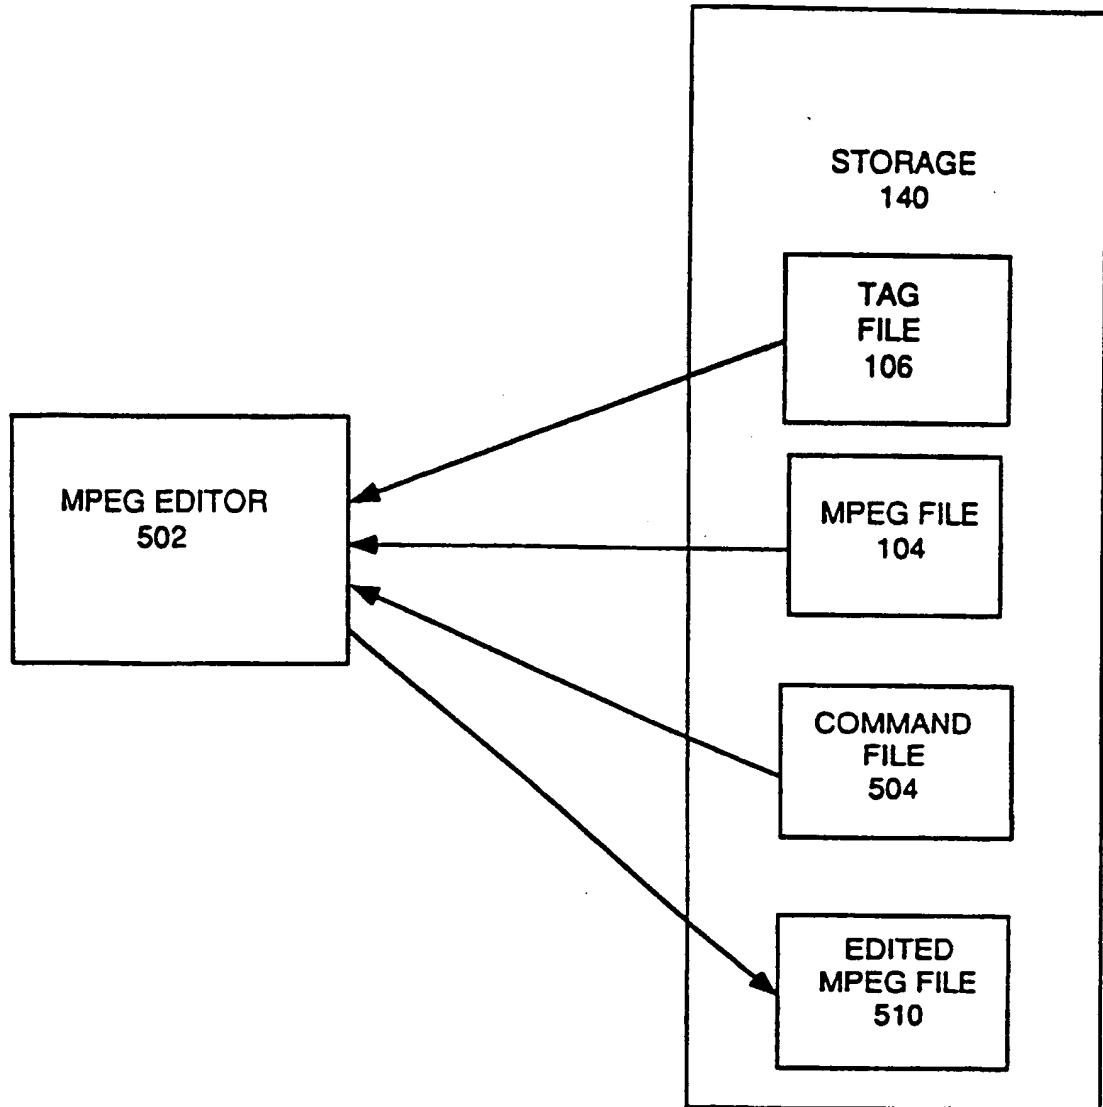 STORAGE
140
TAG
FILE
106
MPEG EDITOR
502
MPEG FILE
104
COMMAND
FILE
504
EDITED
MPEG FILE
510